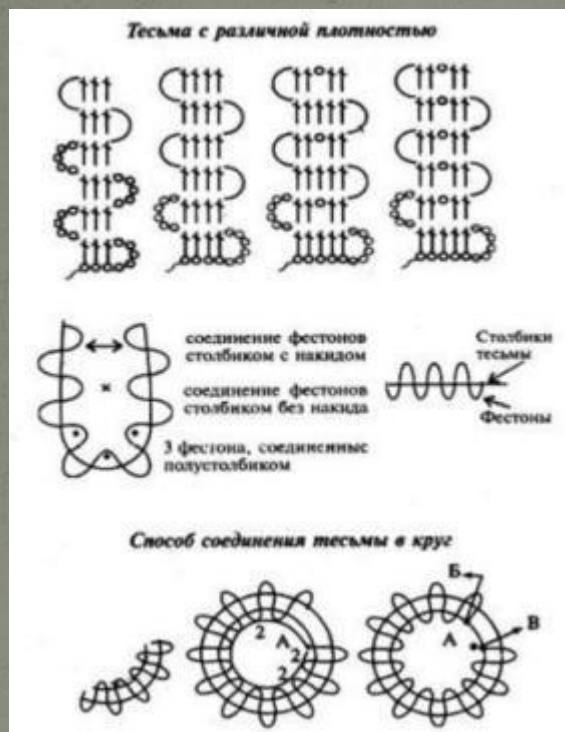 Тесьма с различной плотностью
соединение фестонов
столбиком с накидом
соединение фестонов
столбиком без накида
3 фестона, соединенные
полустолбиком
Столбики
тесьмы
Фестоны
Способ соединения тесьмы в круг
Б
2
А
2
2
А
В